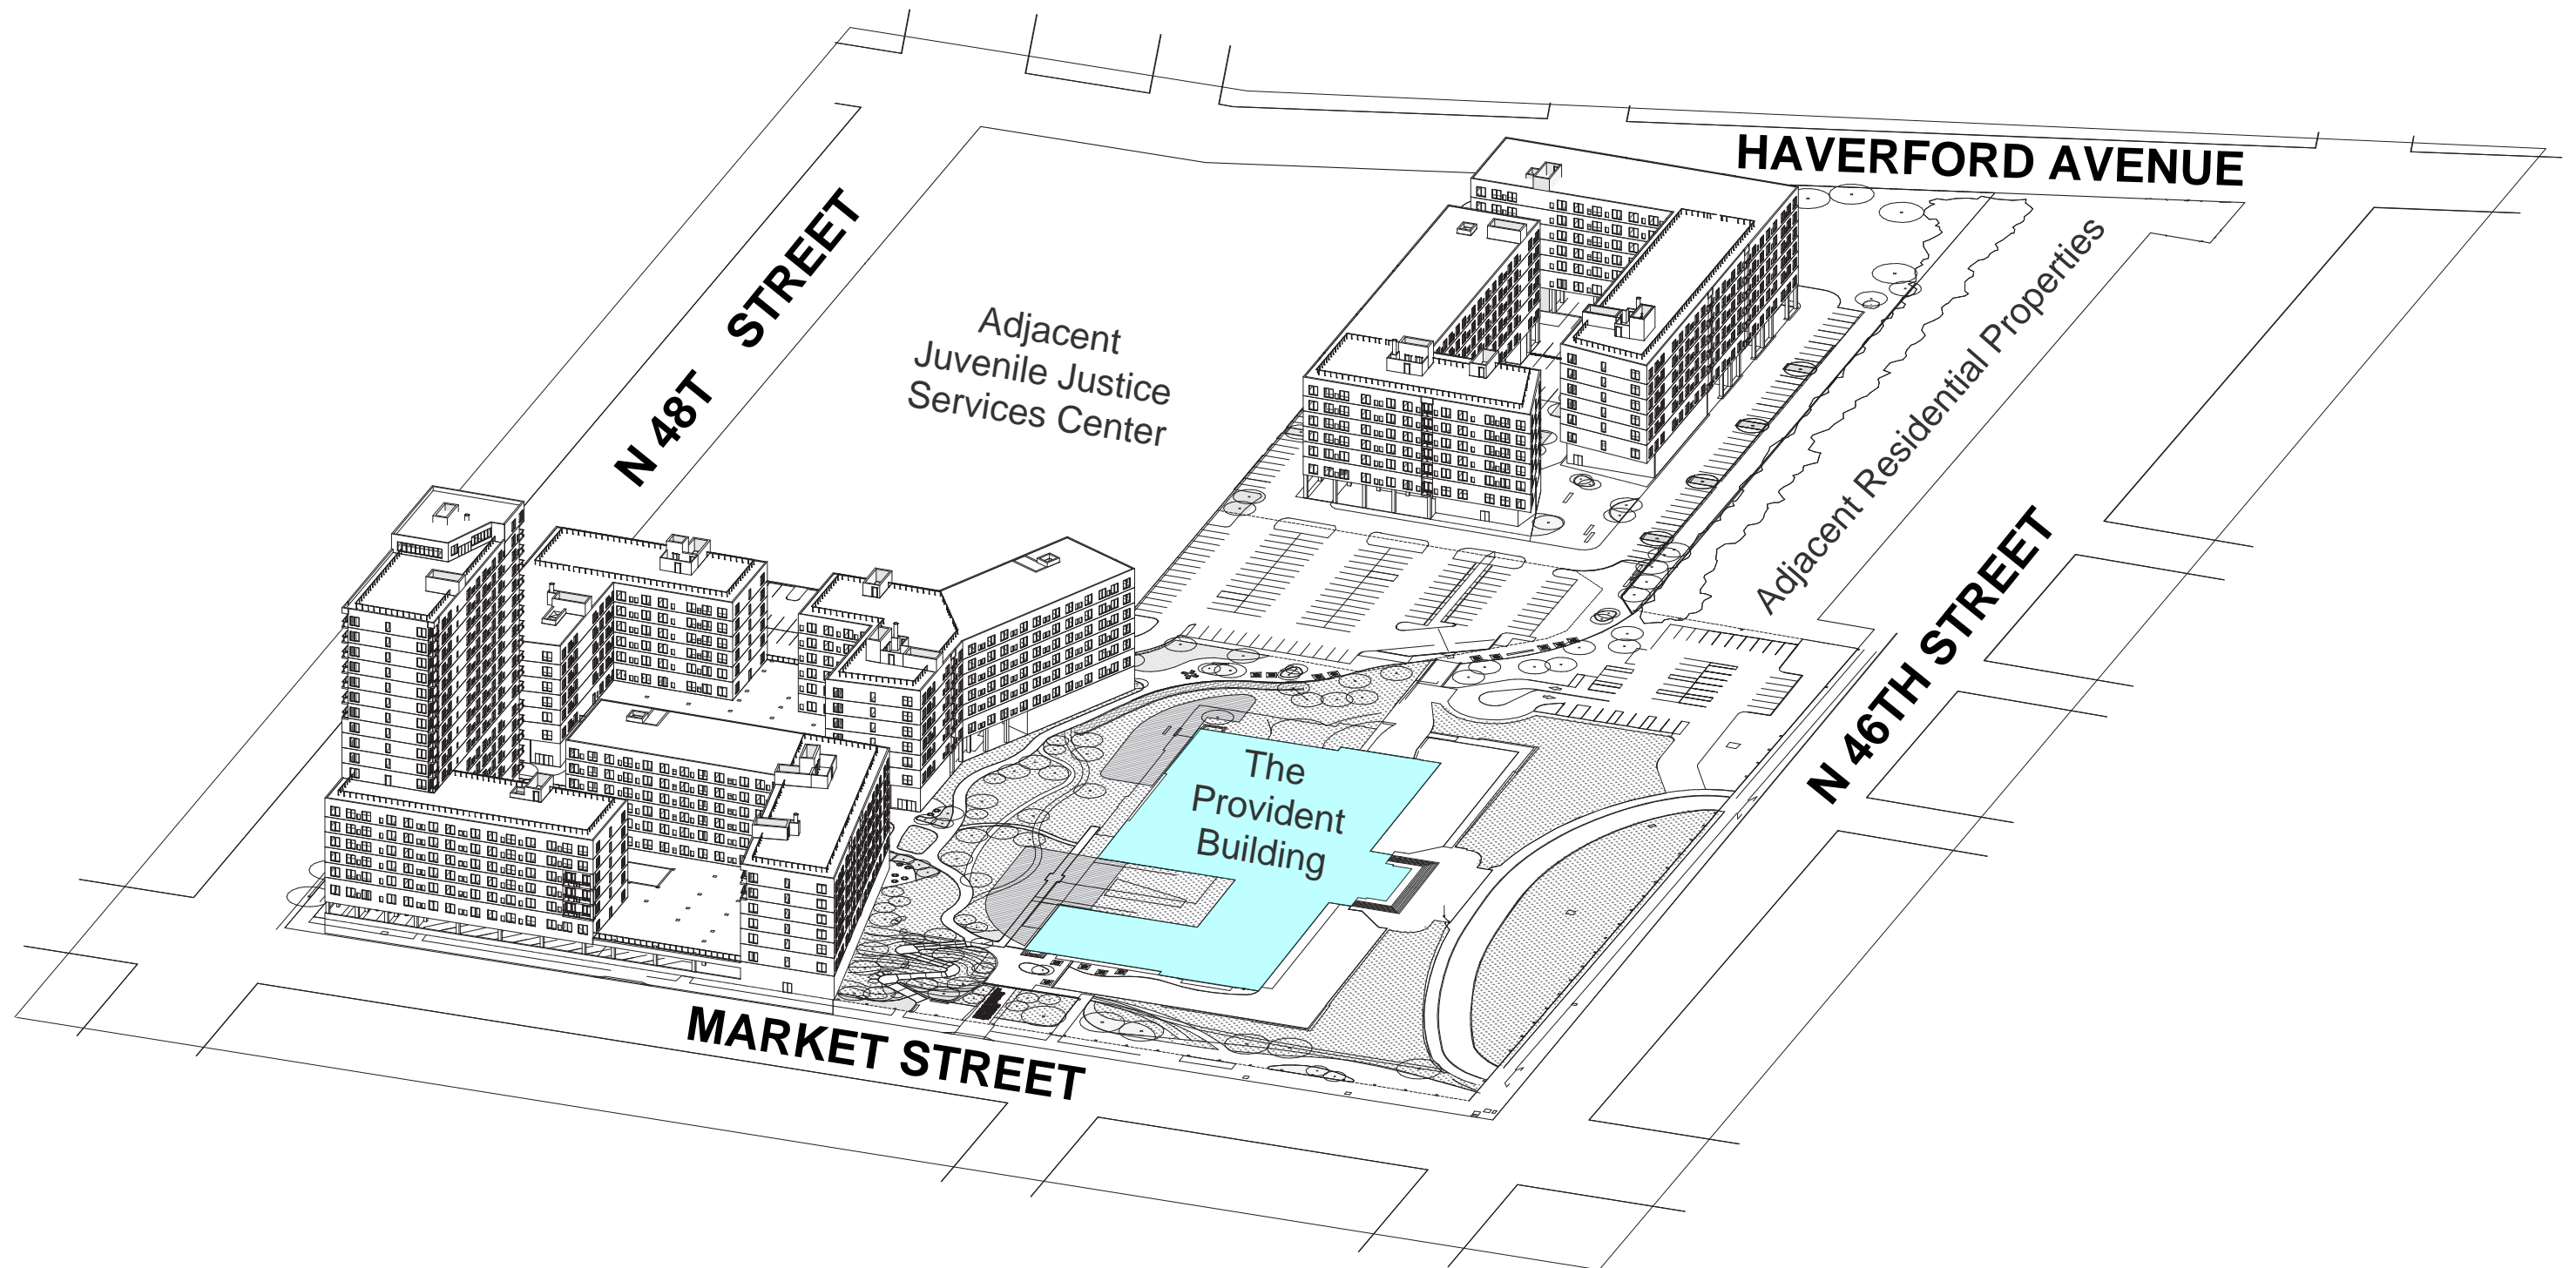 HAVERFORD AVENUE
N 48T STREET
Adjacent
Juvenile Justice
Services Center
Adjacent Residential Properties
N 46TH STREET
The
Provident
Building
MARKET STREET